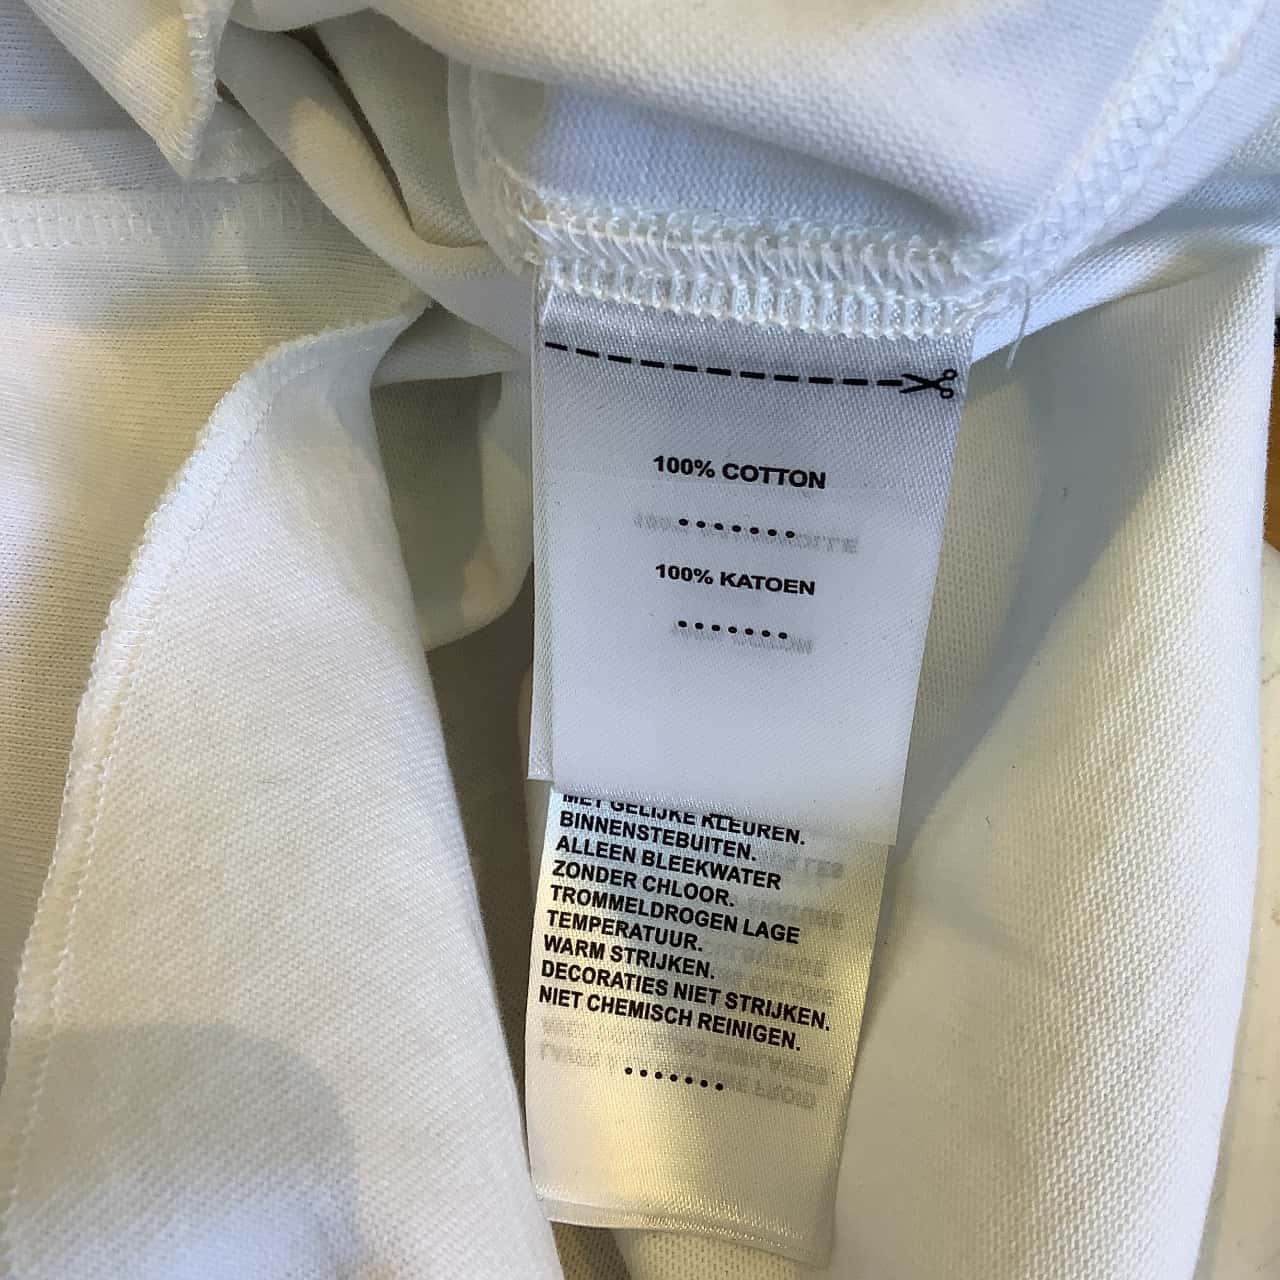 100% COTTON
.......
100% KATOEN
.......
MET GELIJKE KLEUREN.
BINNENSTEBUITEN.
ALLEEN BLEEKWATER
ZONDER CHLOOR.
TROMMELDROGEN LAGE
TEMPERATUUR.
WARM STRIJKEN.
DECORATIES NIET STRIJKEN.
NIET CHEMISCH REINIGEN.
.......